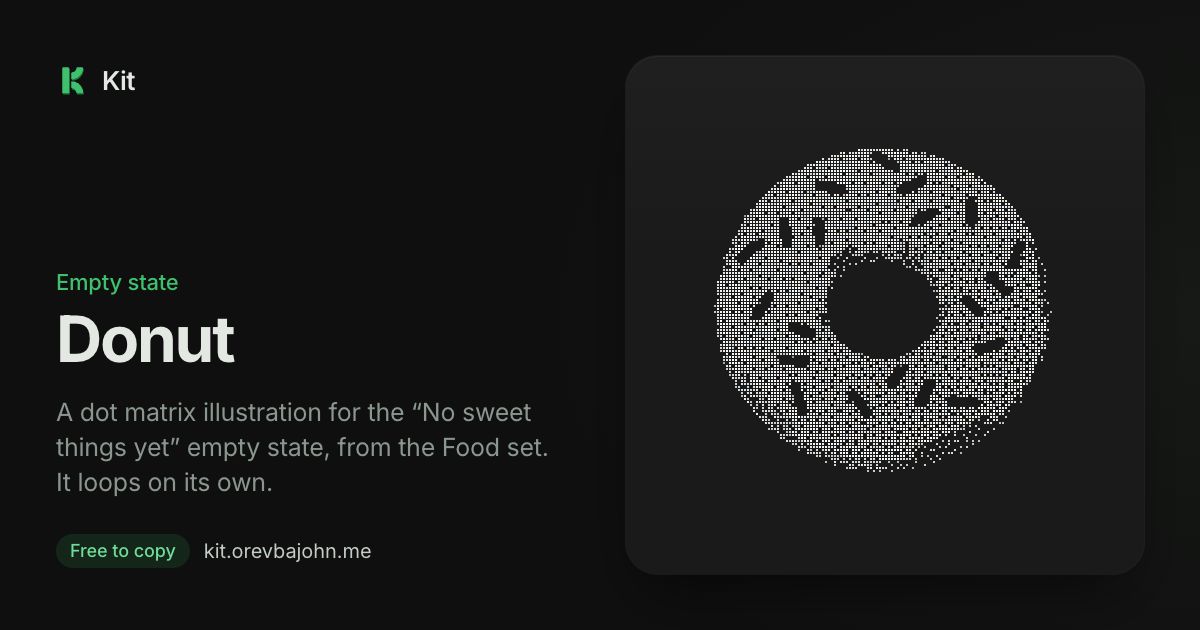 Kit
Empty state
Donut
A dot matrix illustration for the “No sweet
things yet” empty state, from the Food set.
It loops on its own.
Free to copy
kit.orevbajohn.me